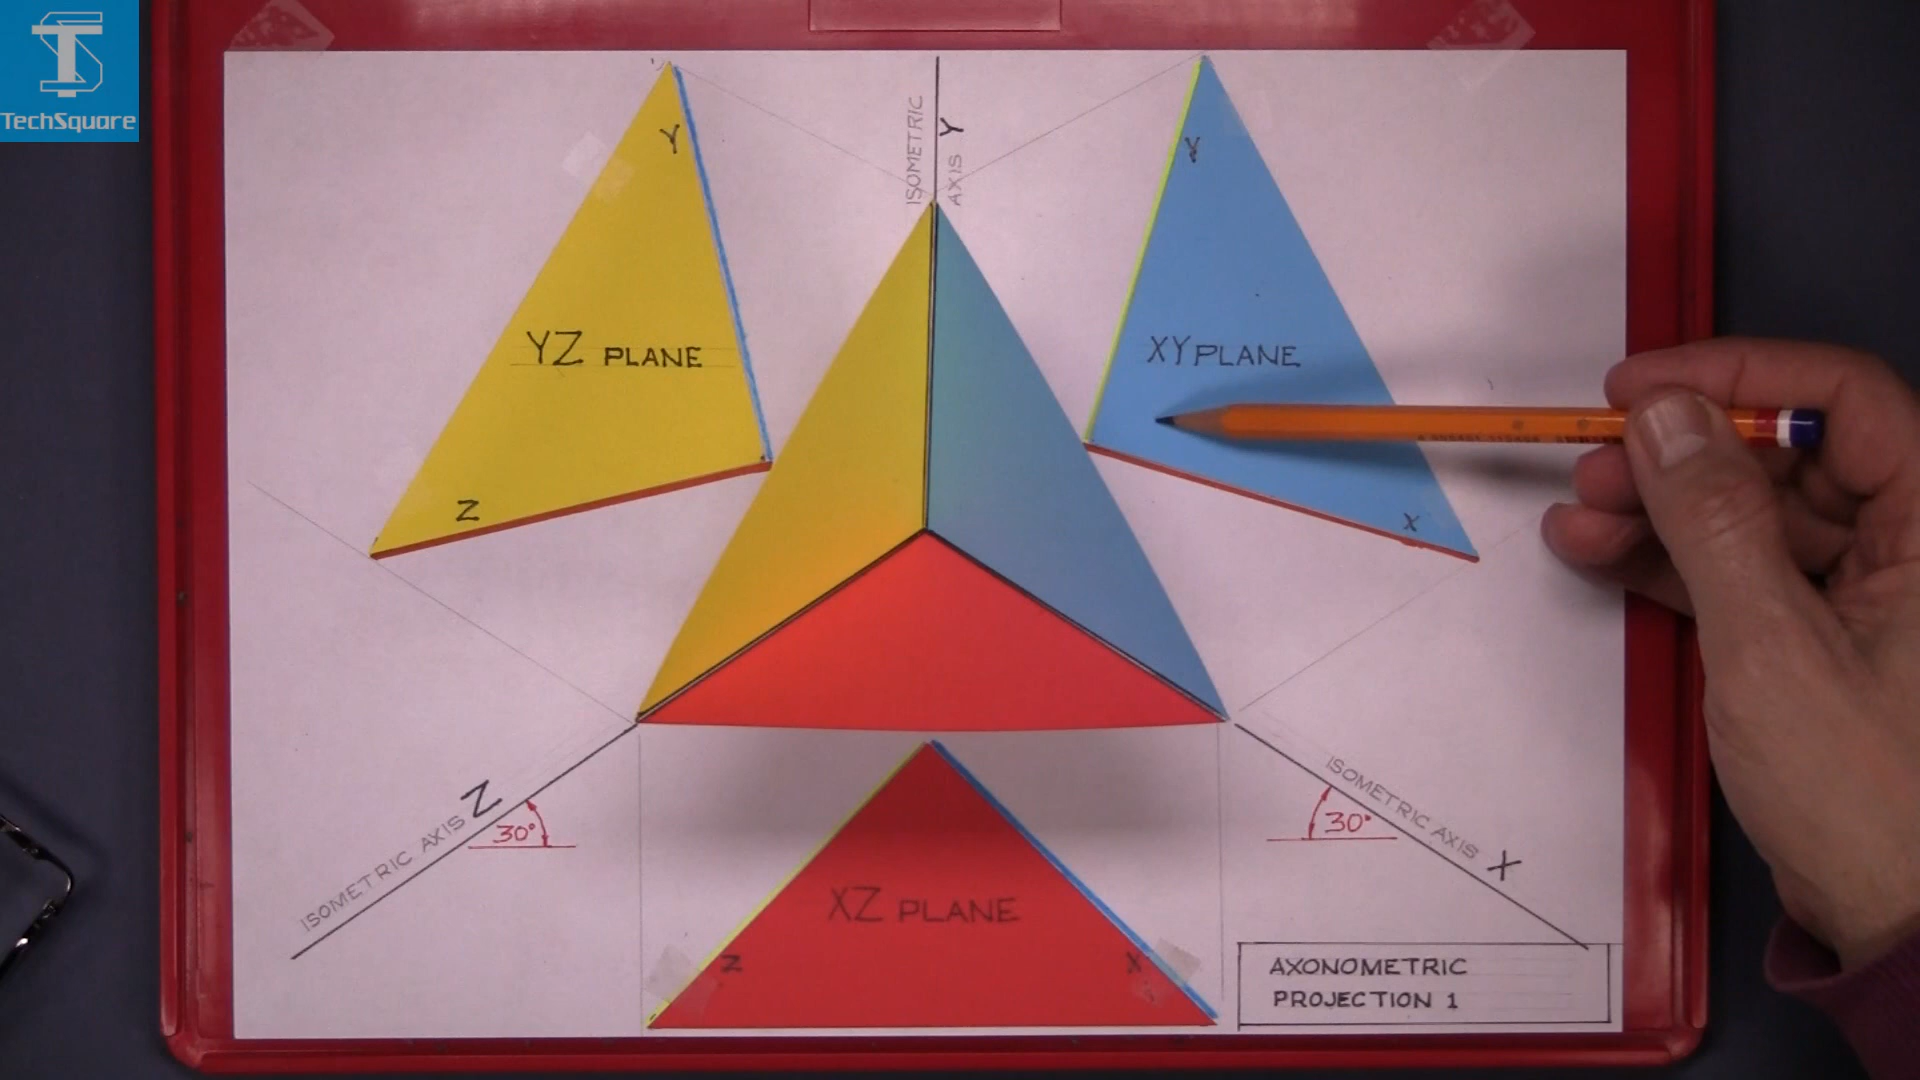 TechSquare
ISOMETRIC
AXIS Y
Y
Y
YZ PLANE
XY PLANE
Z
X
ISOMETRIC AXIS Z
30°
30°
ISOMETRIC AXIS X
XZ PLANE
Z
X
AXONOMETRIC
PROJECTION 1